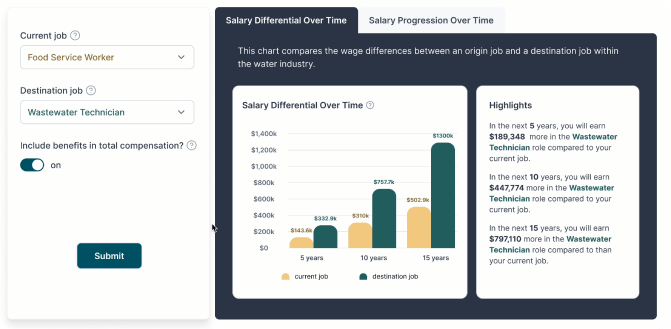 Current job ?
Food Service Worker
Destination job ?
Wastewater Technician
Include benefits in total compensation? ?
on
Submit
Salary Differential Over Time
Salary Progression Over Time
This chart compares the wage differences between an origin job and a destination job within
the water industry.
Salary Differential Over Time ?
$1,400k
$1,200k
$1,000k
$800k
$600k
$400k
$200k
$0
$143.6k
$332.9k
$310k
$757.7k
$502.9k
$1300k
5 years
10 years
15 years
current job
destination job
Highlights
In the next 5 years, you will earn
$189,348 more in the Wastewater
Technician role compared to your
current job.
In the next 10 years, you will earn
$447,774 more in the Wastewater
Technician role compared to your
current job.
In the next 15 years, you will earn
$797,110 more in the Wastewater
Technician role compared to than
your current job.